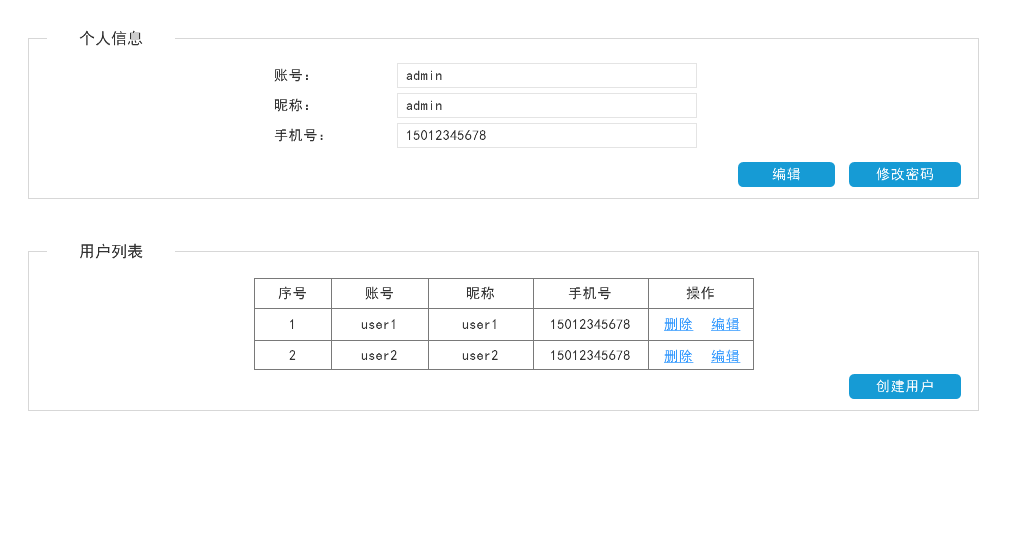 个人信息
账号: admin
昵称: admin
手机号: 15012345678
编辑 修改密码
用户列表
序号 账号 昵称 手机号 操作
1 user1 user1 15012345678 删除 编辑
2 user2 user2 15012345678 删除 编辑
创建用户